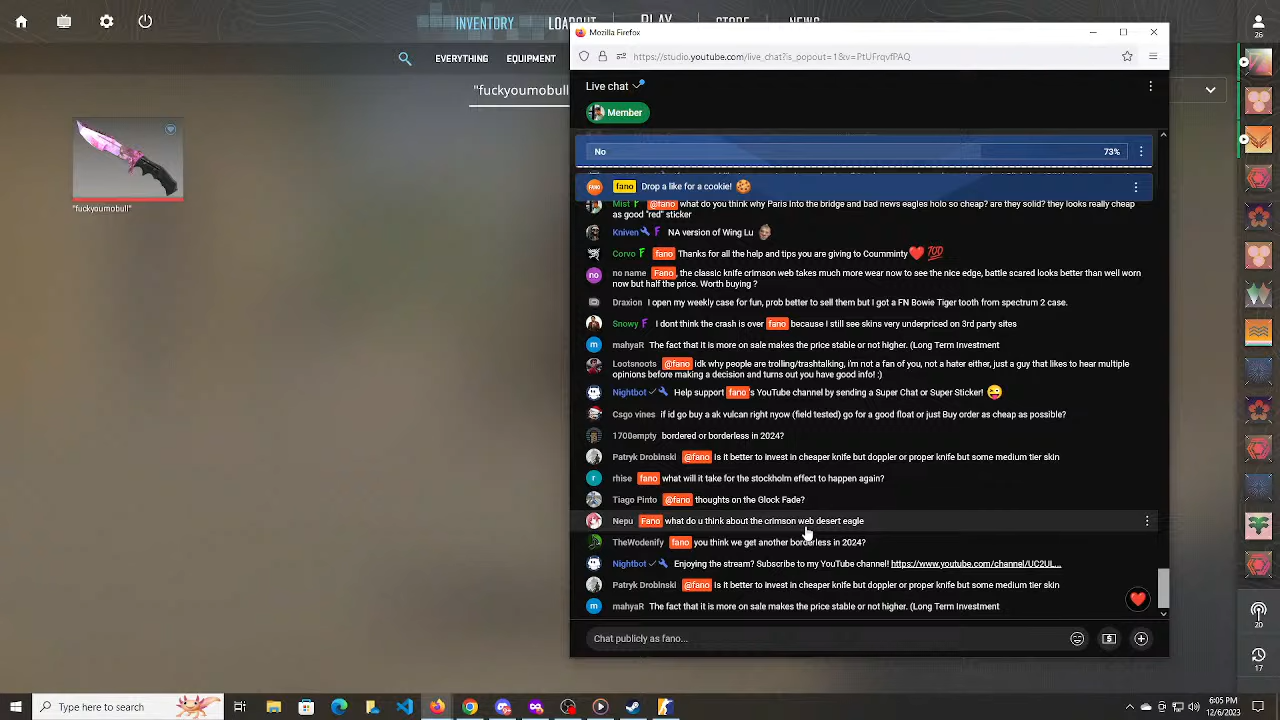 INVENTORY
Mozilla Firefox
26
https://studio.youtube.com/live_chat?is_popout=1&v=PtUFrqvfPAQ
EVERYTHING EQUIPMENT
Live chat
"fuckyoumobull
Member
No 73%
FANO fano Drop a like for a cookie!
Mist @fano what do you think why Paris Into the bridge and bad news eagles holo so cheap? are they solid? they looks really cheap
as good "red" sticker
"fuckyoumobull"
Kniven F NA version of Wing Lu
Corvo F fano Thanks for all the help and tips you are giving to Coumminty 100
no no name Fano, the classic knife crimson web takes much more wear now to see the nice edge, battle scared looks better than well worn
now but half the price. Worth buying ?
Draxion I open my weekly case for fun, prob better to sell them but I got a FN Bowie Tiger tooth from spectrum 2 case.
Snowy F I dont think the crash is over fano because I still see skins very underpriced on 3rd party sites
m mahyaR The fact that it is more on sale makes the price stable or not higher. (Long Term Investment
Lootsnoots @fano idk why people are trolling/trashtalking, i'm not a fan of you, not a hater either, just a guy that likes to hear multiple
opinions before making a decision and turns out you have good info! :)
Nightbot Help support fano's YouTube channel by sending a Super Chat or Super Sticker!
Csgo vines if id go buy a ak vulcan right nyow (field tested) go for a good float or just Buy order as cheap as possible?
1700empty bordered or borderless in 2024?
Patryk Drobinski @fano is it better to invest in cheaper knife but doppler or proper knife but some medium tier skin
r rhise fano what will it take for the stockholm effect to happen again?
Tiago Pinto @fano thoughts on the Glock Fade?
Nepu Fano what do u think about the crimson web desert eagle
TheWodenify fano you think we get another borderless in 2024?
Nightbot Enjoying the stream? Subscribe to my YouTube channel! https://www.youtube.com/channel/UC2UL...
Patryk Drobinski @fano is it better to invest in cheaper knife but doppler or proper knife but some medium tier skin
m mahyaR The fact that it is more on sale makes the price stable or not higher. (Long Term Investment
20
Chat publicly as fano...
17
Type here to search
6:05 PM
12/6/2023